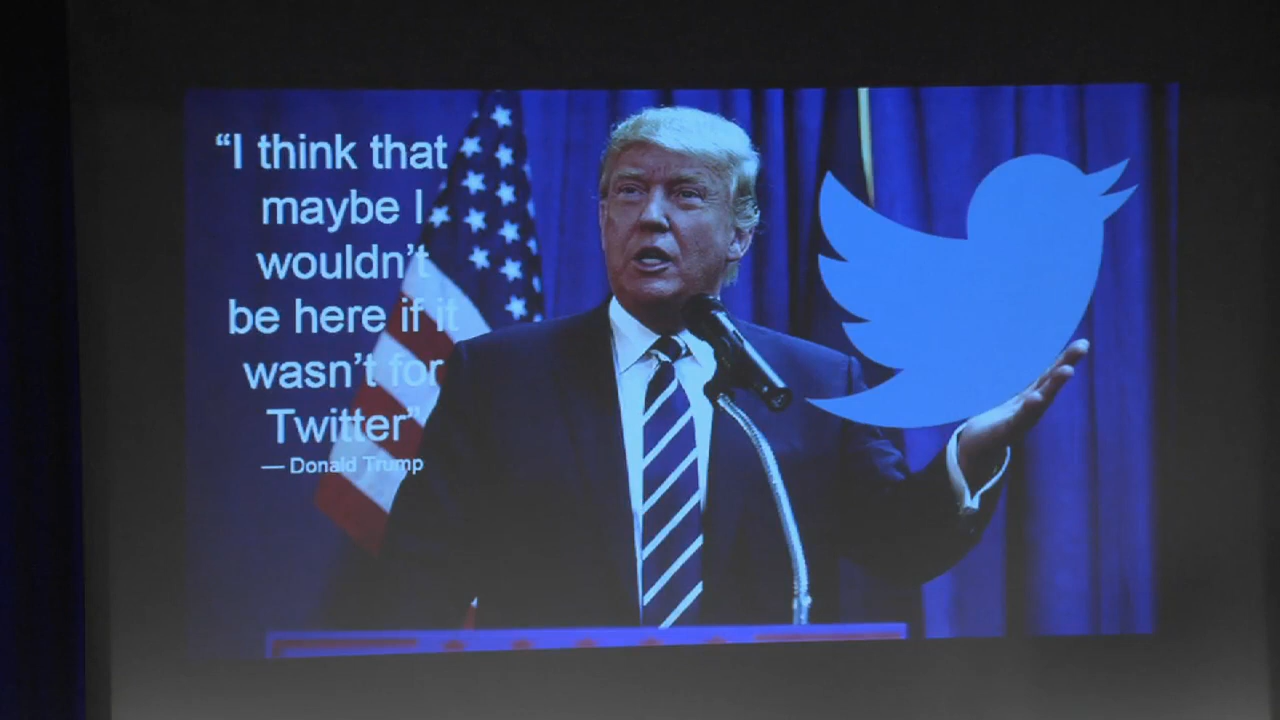 “I think that
maybe I
wouldn’t
be here if it
wasn’t for
Twitter”
— Donald Trump